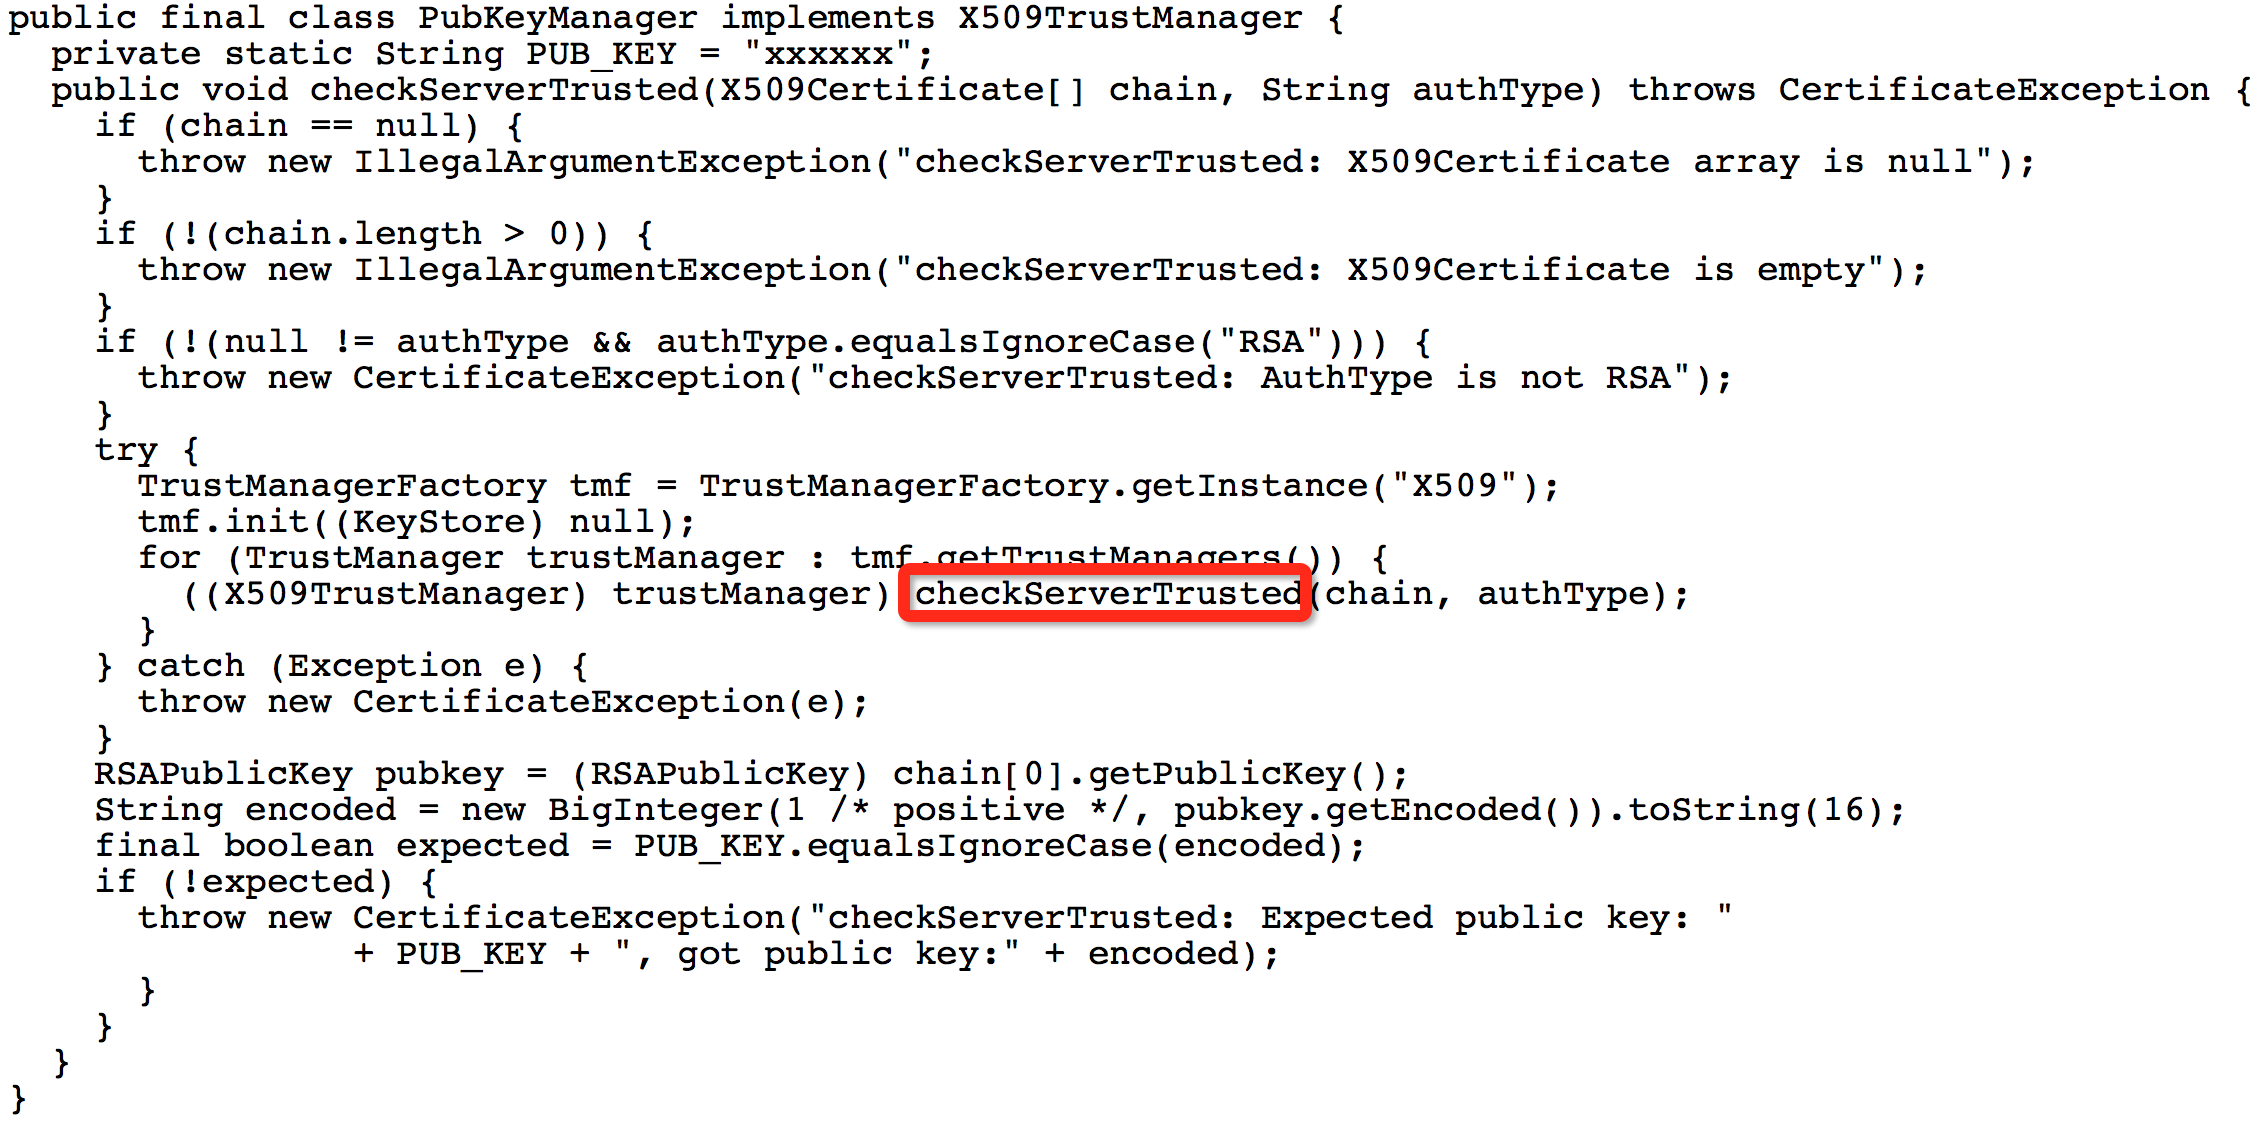 public final class PubKeyManager implements X509TrustManager {
  private static String PUB_KEY = "xxxxxx";
  public void checkServerTrusted(X509Certificate[] chain, String authType) throws CertificateException {
    if (chain == null) {
      throw new IllegalArgumentException("checkServerTrusted: X509Certificate array is null");
    }
    if (!(chain.length > 0)) {
      throw new IllegalArgumentException("checkServerTrusted: X509Certificate is empty");
    }
    if (!(null != authType && authType.equalsIgnoreCase("RSA"))) {
      throw new CertificateException("checkServerTrusted: AuthType is not RSA");
    }
    try {
      TrustManagerFactory tmf = TrustManagerFactory.getInstance("X509");
      tmf.init((KeyStore) null);
      for (TrustManager trustManager : tmf.getTrustManagers()) {
        ((X509TrustManager) trustManager) checkServerTrusted(chain, authType);
      }
    } catch (Exception e) {
      throw new CertificateException(e);
    }
    RSAPublicKey pubkey = (RSAPublicKey) chain[0].getPublicKey();
    String encoded = new BigInteger(1 /* positive */, pubkey.getEncoded()).toString(16);
    final boolean expected = PUB_KEY.equalsIgnoreCase(encoded);
    if (!expected) {
      throw new CertificateException("checkServerTrusted: Expected public key: "
                + PUB_KEY + ", got public key:" + encoded);
      }
    }
  }
}